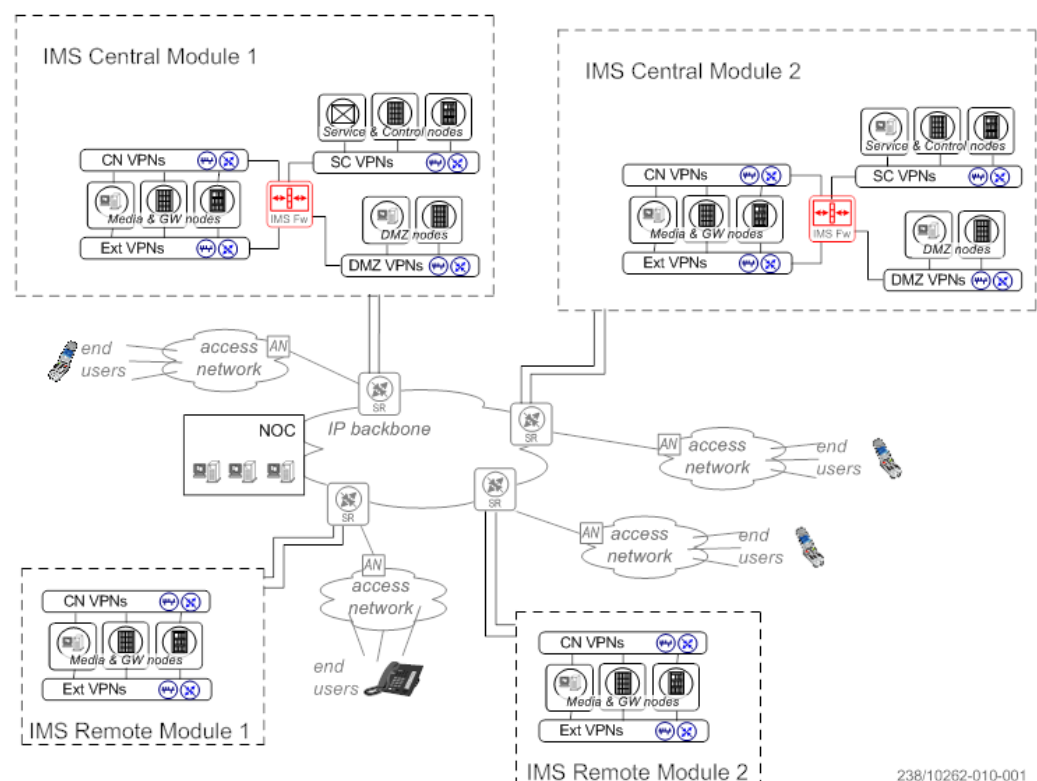 IMS Central Module 1
Service & Control nodes
CN VPNs
SC VPNs
Media & GW nodes
IMS Fw
DMZ nodes
Ext VPNs
DMZ VPNs
IMS Central Module 2
Service & Control nodes
CN VPNs
SC VPNs
Media & GW nodes
IMS Fw
DMZ nodes
Ext VPNs
DMZ VPNs
end
users
access
network
AN
SR
NOC
IP backbone
SR
AN
access
network
end
users
SR
SR
AN
access
network
end
users
AN
access
network
end
users
CN VPNs
Media & GW nodes
Ext VPNs
IMS Remote Module 1
CN VPNs
Media & GW nodes
Ext VPNs
IMS Remote Module 2
238/10262-010-001